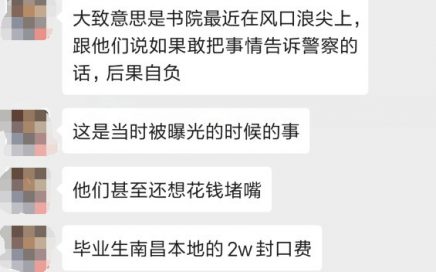 大致意思是书院最近在风口浪尖上，
跟他们说如果敢把事情告诉警察的
话，后果自负
这是当时被曝光的时候的事
他们甚至还想花钱堵嘴
毕业生南昌本地的2w封口费